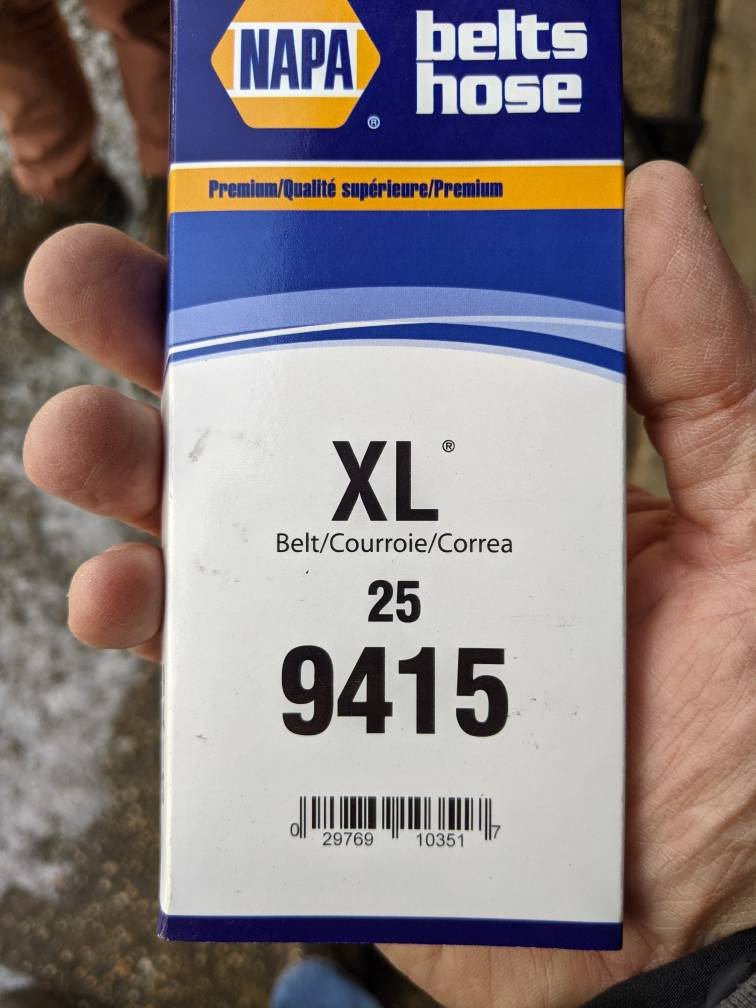 NAPA
®
belts
hose
Premium/Qualité supérieure/Premium
XL®
Belt/Courroie/Correa
25
9415
0 29769 10351 7